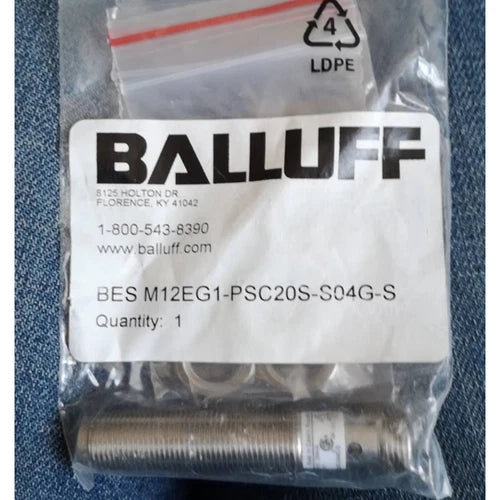 4
LDPE
BALLUFF
8125 HOLTON DR.
FLORENCE, KY 41042
1-800-543-8390
www.balluff.com
BES M12EG1-PSC20S-S04G-S
Quantity: 1